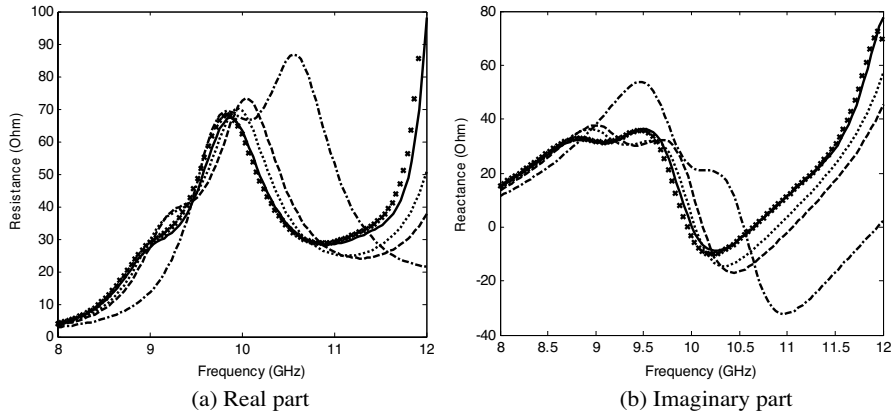 100
90
80
70
60
50
40
30
20
10
0
Resistance (Ohm)
8 9 10 11 12
Frequency (GHz)
(a) Real part
80
60
40
20
0
-20
-40
Reactance (Ohm)
8 8.5 9 9.5 10 10.5 11 11.5 12
Frequency (GHz)
(b) Imaginary part